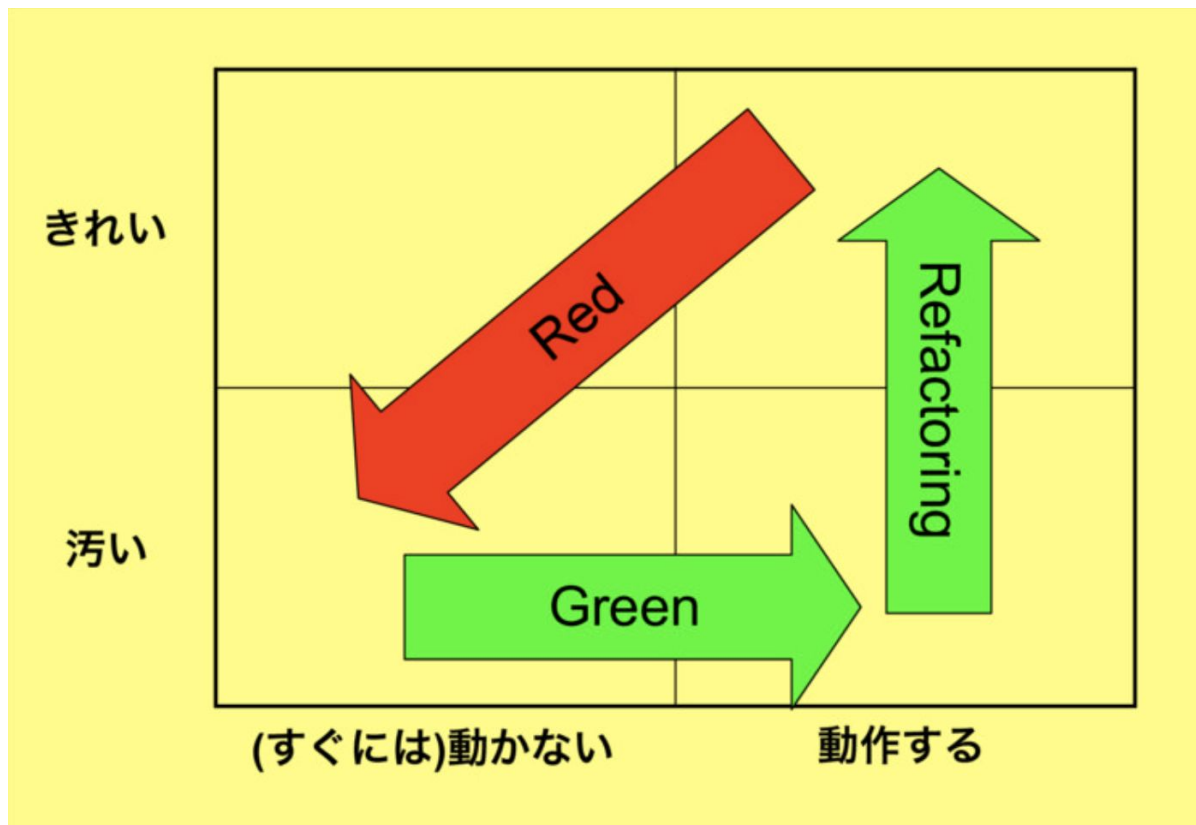 きれい
Red
Refactoring
汚い
Green
(すぐには)動かない
動作する